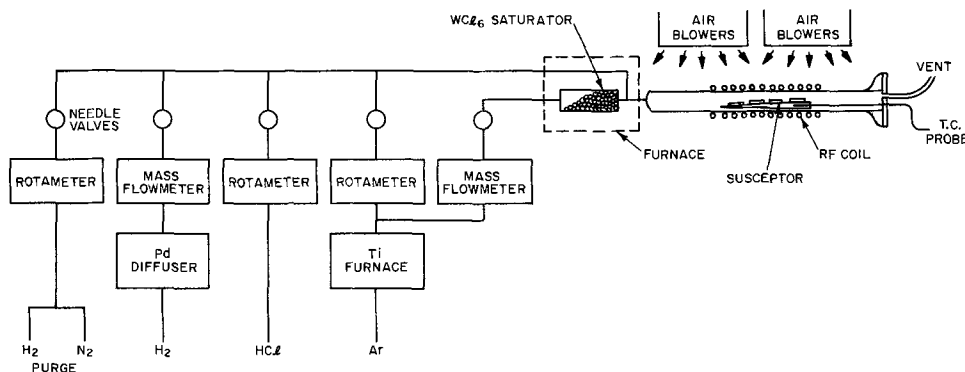 WCl6 SATURATOR
AIR
BLOWERS
AIR
BLOWERS
VENT
T.C.
PROBE
RF COIL
SUSCEPTOR
FURNACE
NEEDLE
VALVES
ROTAMETER
MASS
FLOWMETER
ROTAMETER
ROTAMETER
MASS
FLOWMETER
Pd
DIFFUSER
Ti
FURNACE
H2
N2
H2
HCl
Ar
PURGE